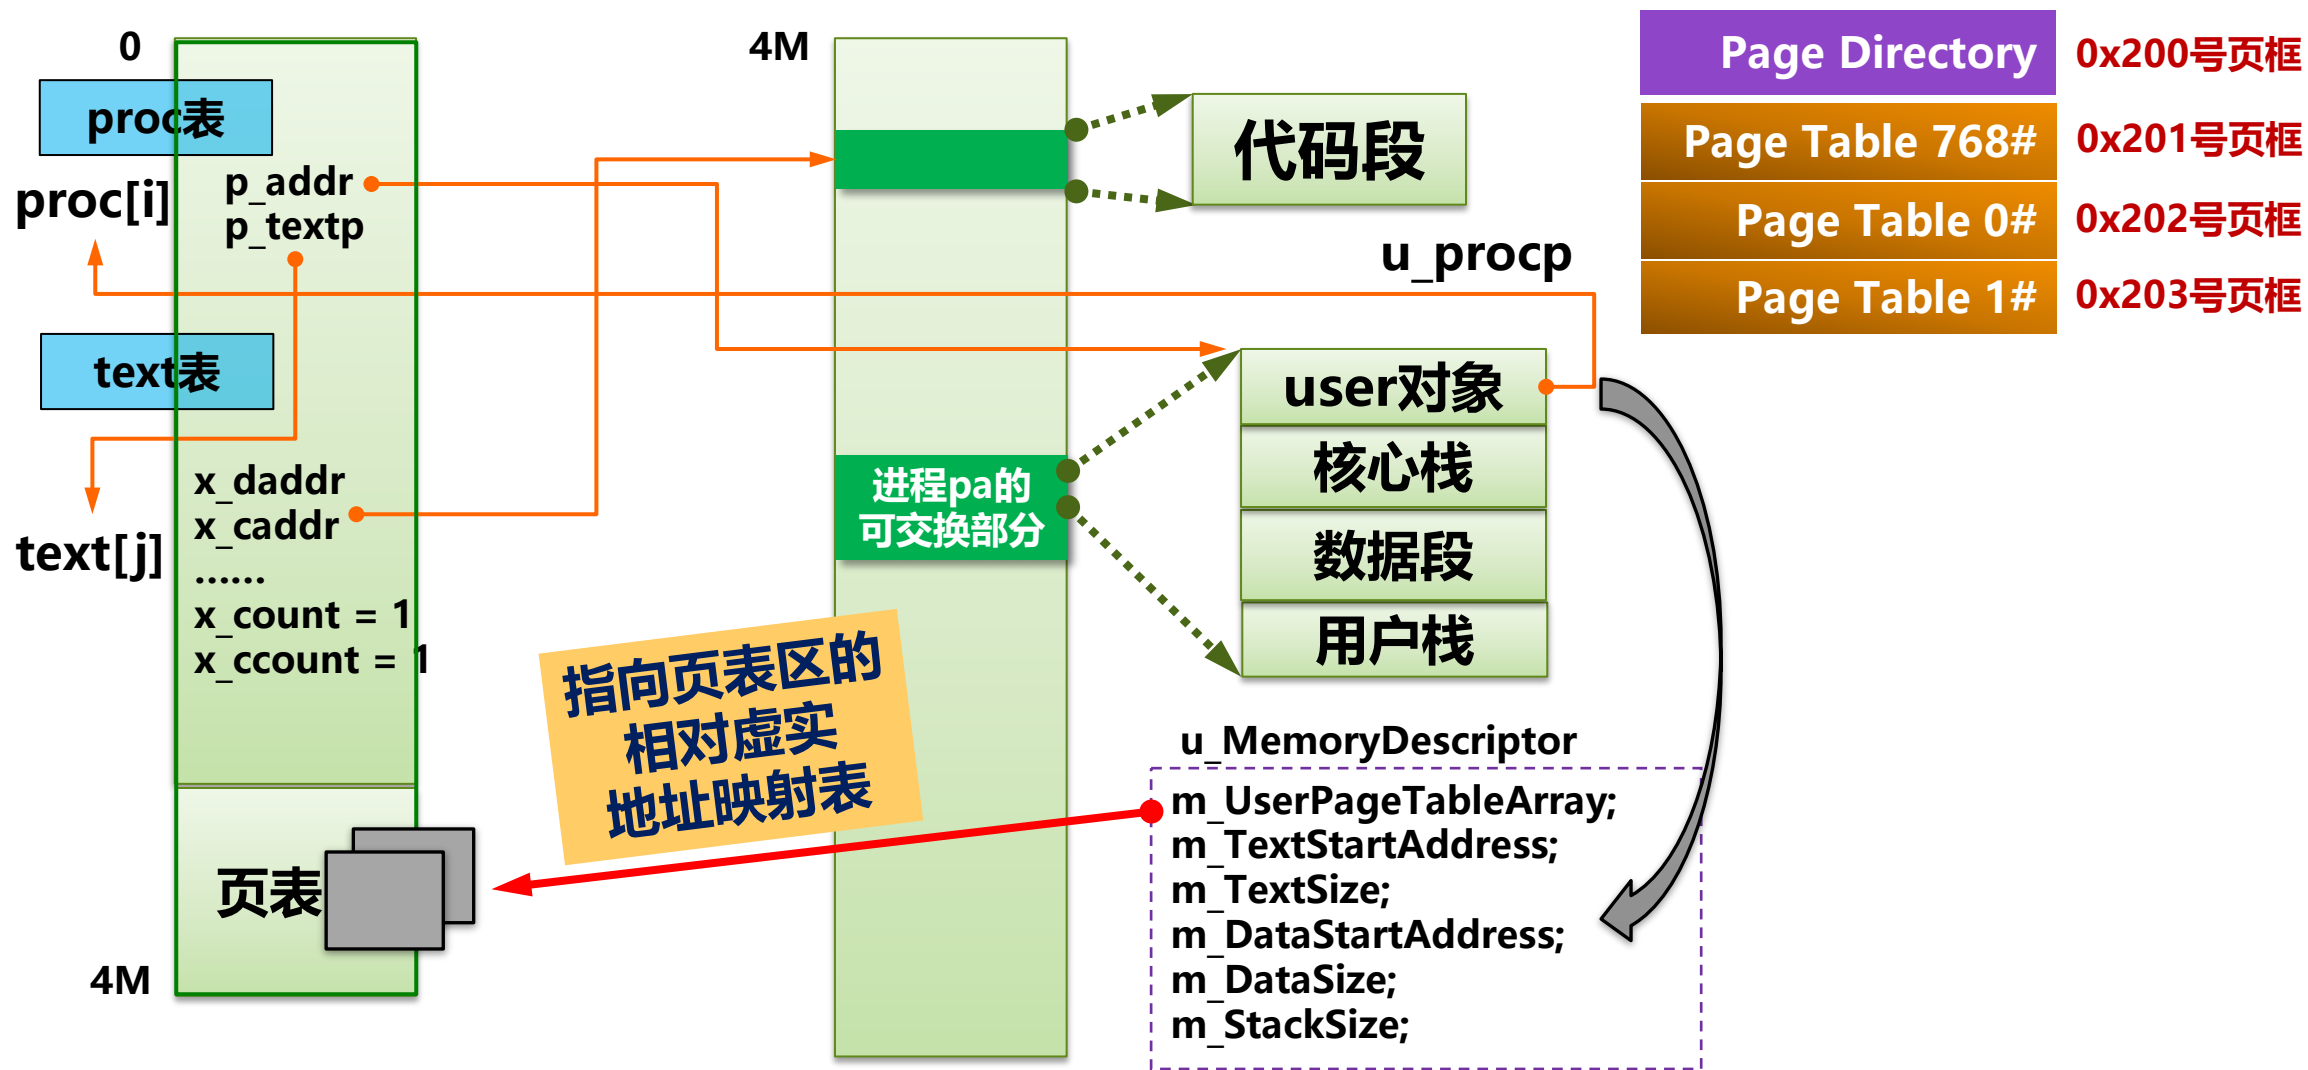 0
proc表
proc[i]
p_addr
p_textp
text表
x_daddr
x_caddr
......
x_count = 1
x_ccount = 1
text[j]
页表
4M
4M
代码段
u_procp
进程pa的
可交换部分
user对象
核心栈
数据段
用户栈
指向页表区的
相对虚实
地址映射表
u_MemoryDescriptor
m_UserPageTableArray;
m_TextStartAddress;
m_TextSize;
m_DataStartAddress;
m_DataSize;
m_StackSize;
Page Directory 0x200号页框
Page Table 768# 0x201号页框
Page Table 0# 0x202号页框
Page Table 1# 0x203号页框